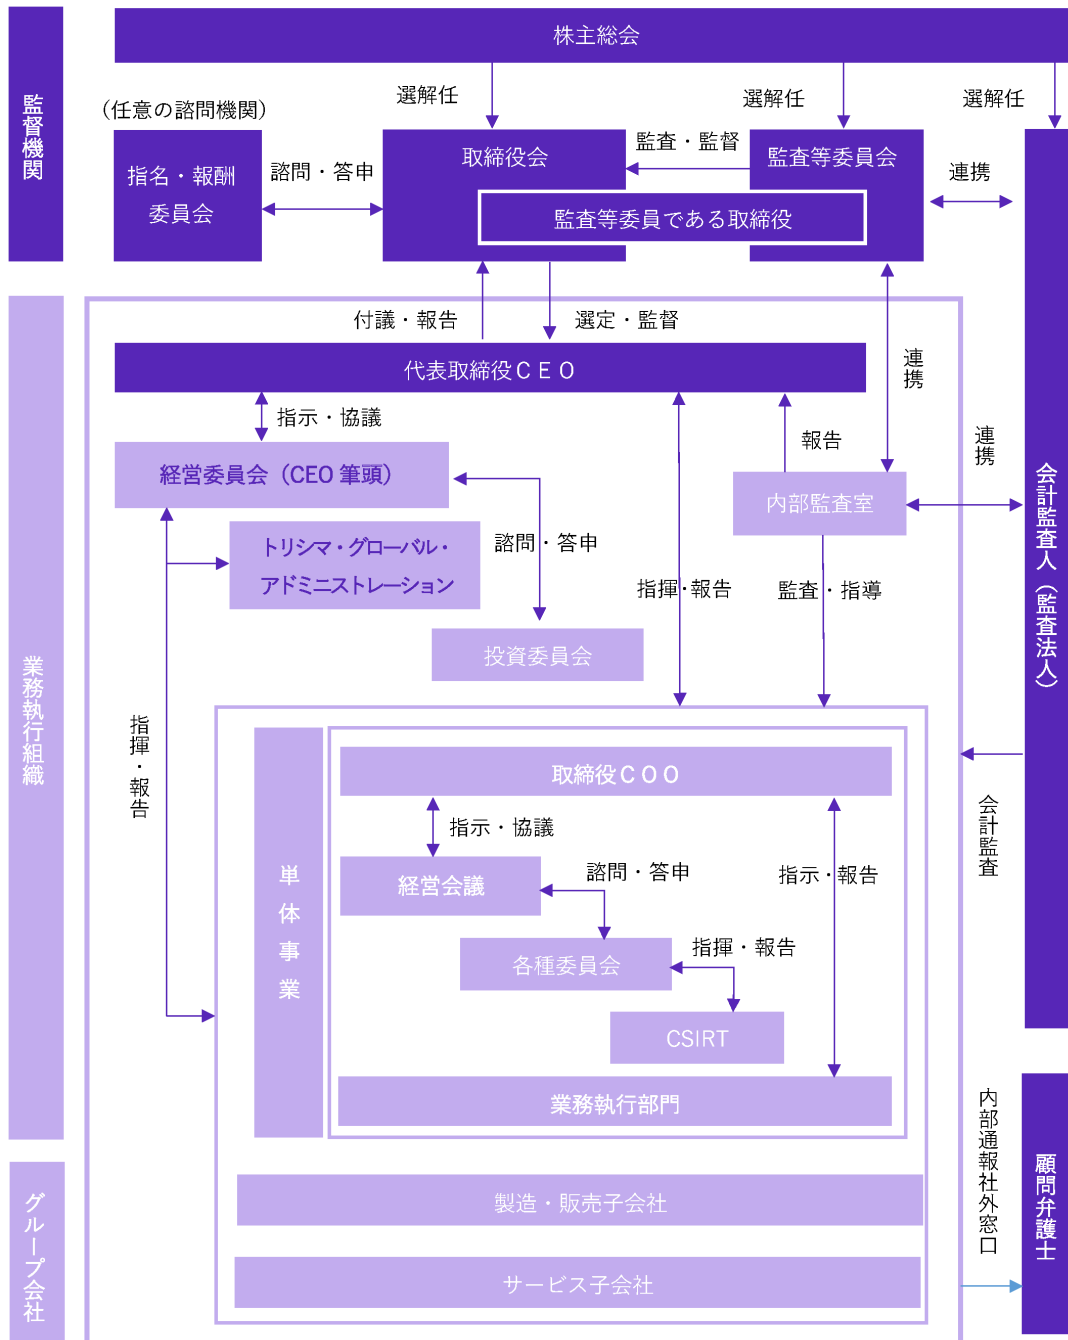 株主総会
監督機関
選解任
選解任
選解任
（任意の諮問機関）
指名・報酬
委員会
諮問・答申
取締役会
監査・監督
監査等委員会
連携
監査等委員である取締役
付議・報告
選定・監督
代表取締役ＣＥＯ
連携
指示・協議
報告
連携
経営委員会（CEO 筆頭）
内部監査室
会計監査人（監査法人）
トリシマ・グローバル・
アドミニストレーション
諮問・答申
指揮・報告
監査・指導
投資委員会
業務執行組織
指揮・報告
取締役ＣＯＯ
会計監査
指示・協議
単体事業
経営会議
諮問・答申
指示・報告
各種委員会
指揮・報告
CSIRT
業務執行部門
内部通報社外窓口
顧問弁護士
グループ会社
製造・販売子会社
サービス子会社